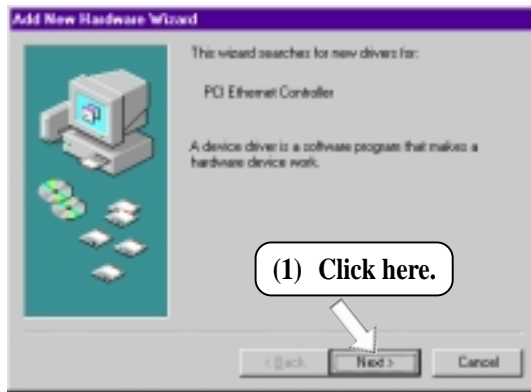 Add New Hardware Wizard
This wizard searches for new drivers for:
PCI Ethernet Controller
A device driver is a software program that makes a
hardware device work.
(1) Click here.
< Back Next > Cancel